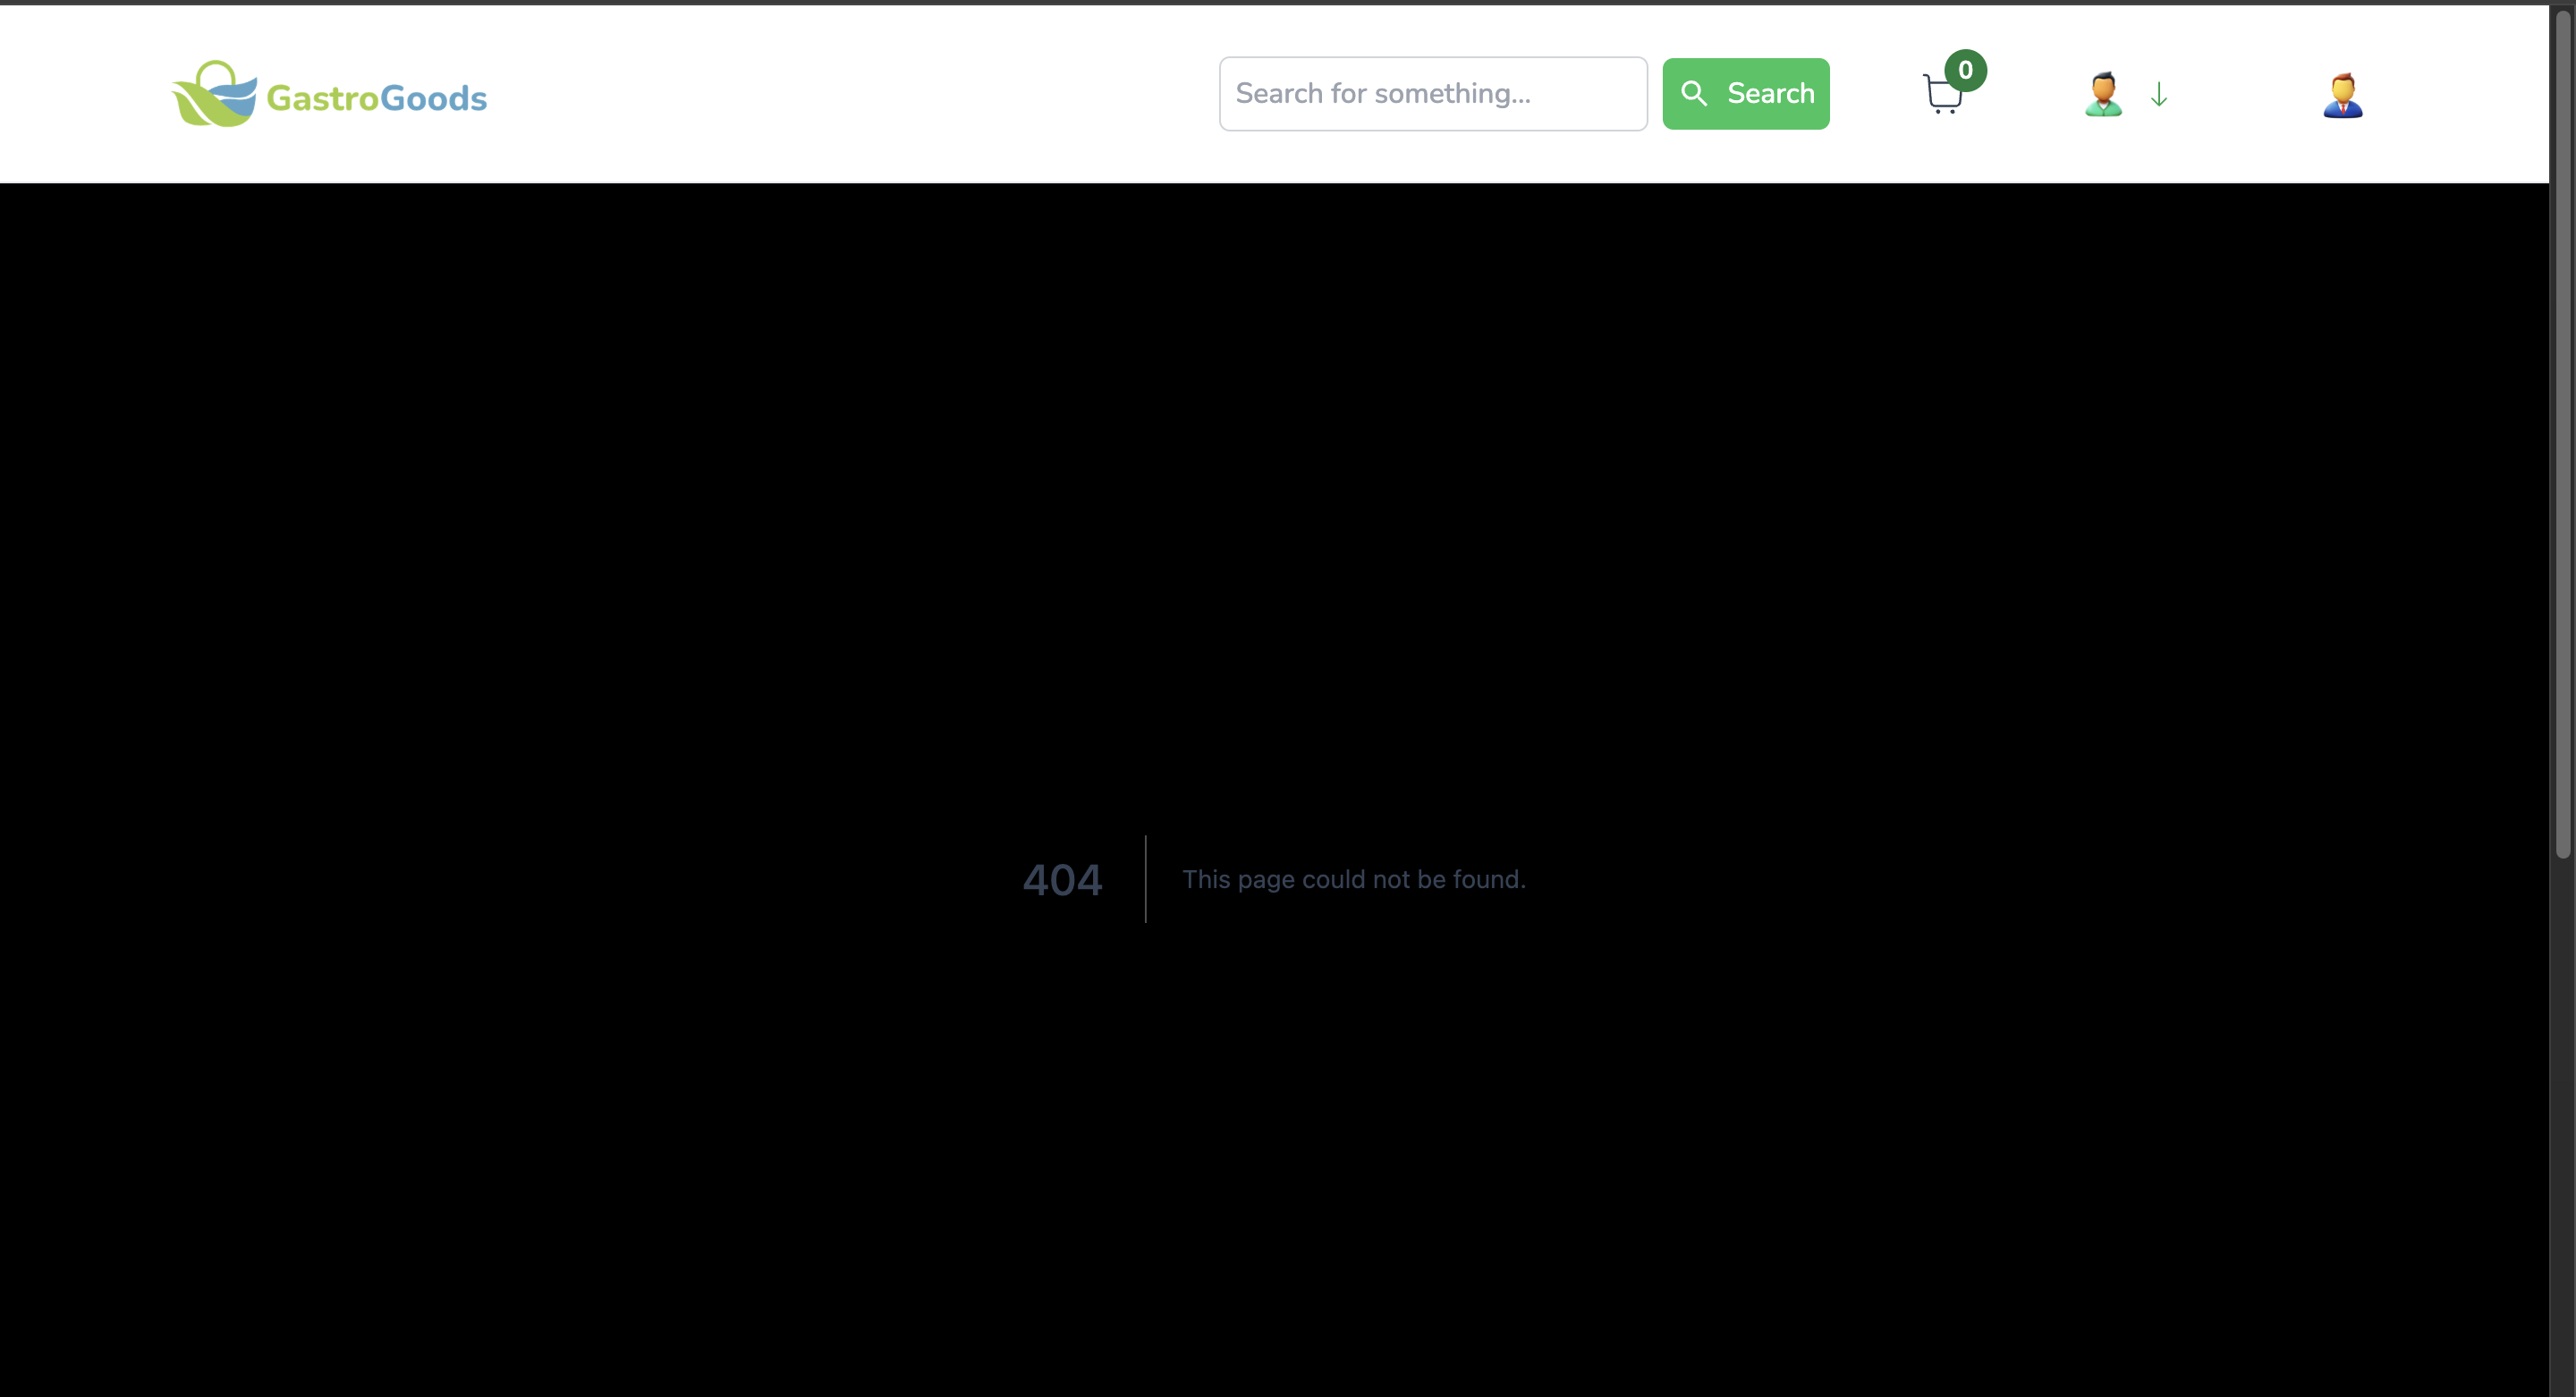 GastroGoods
Search for something...
Search
0
404
This page could not be found.